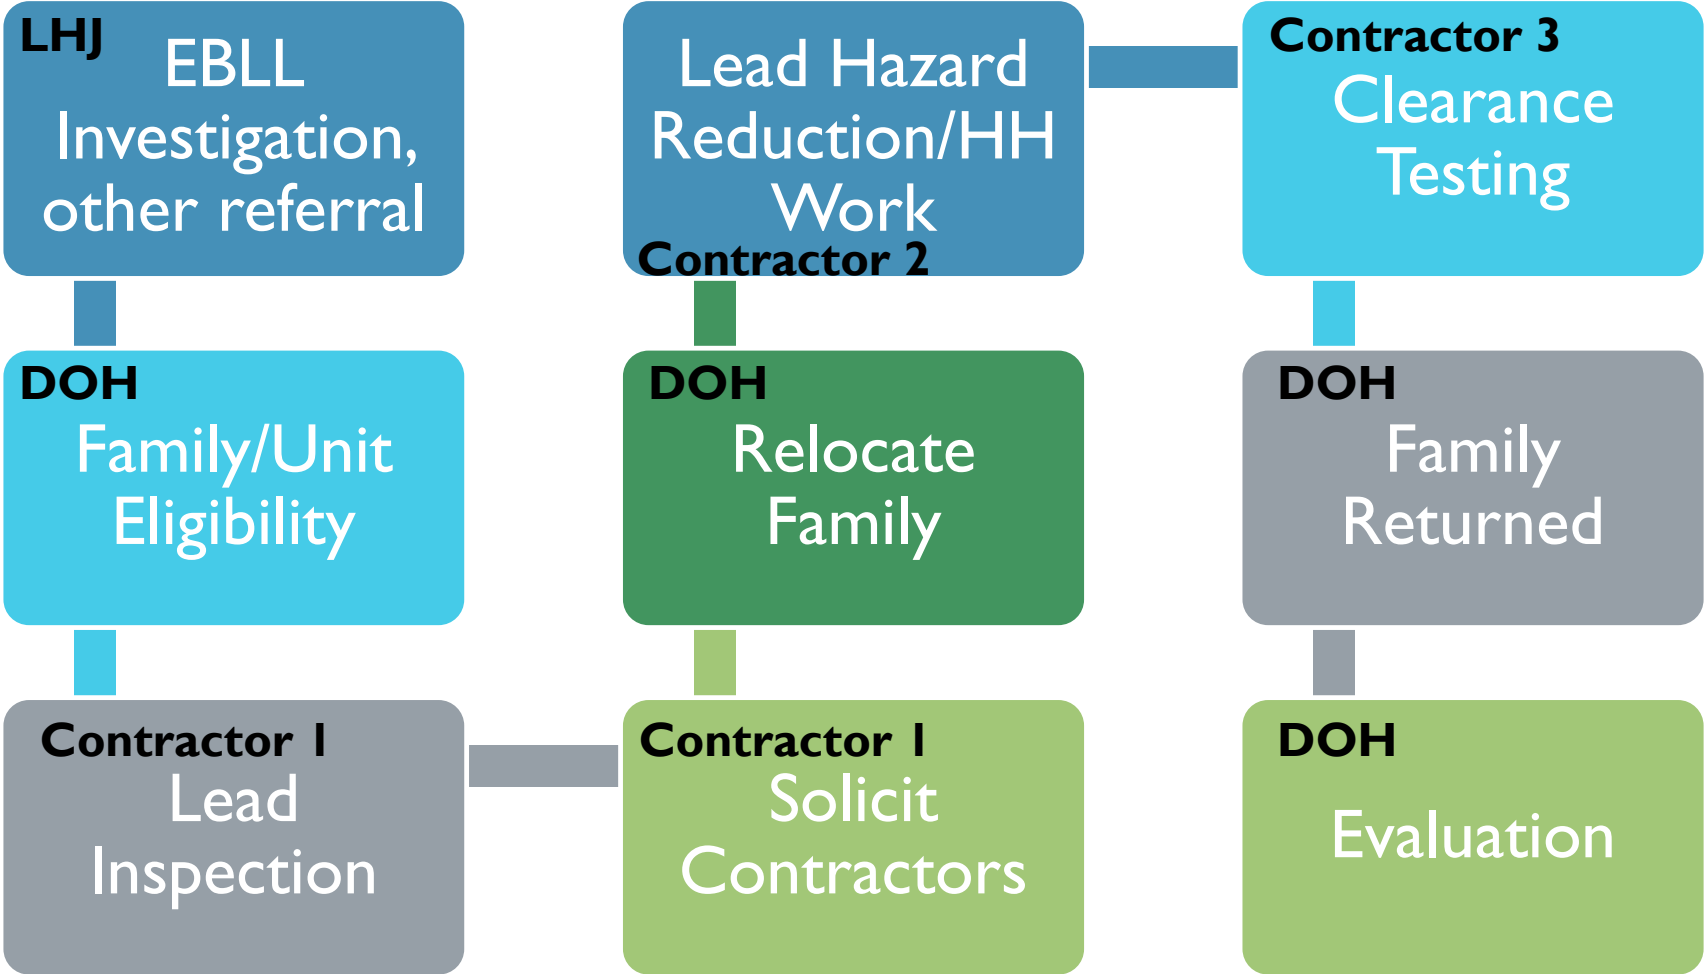 LHJ
EBLL
Investigation,
other referral
DOH
Family/Unit
Eligibility
Contractor 1
Lead
Inspection
Contractor 1
Solicit
Contractors
DOH
Relocate
Family
Lead Hazard
Reduction/HH
Work
Contractor 2
Contractor 3
Clearance
Testing
DOH
Family
Returned
DOH
Evaluation